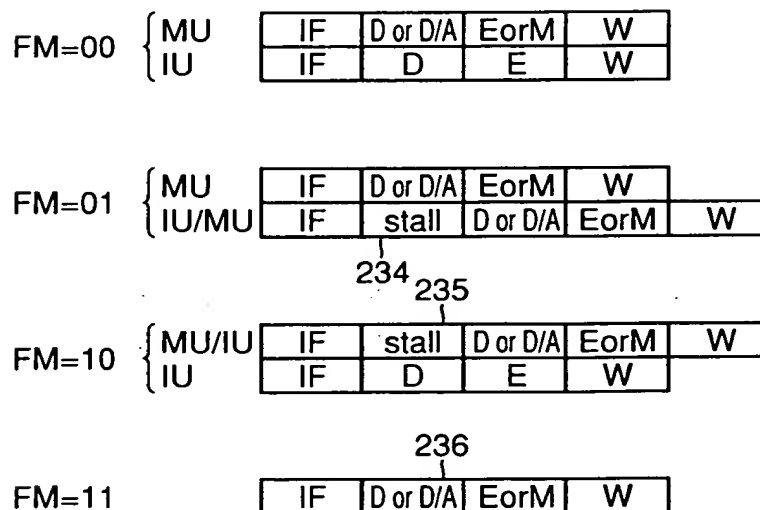 FM=00 MU IF D or D/A EorM W
IU IF D E W
FM=01 MU IF D or D/A EorM W
IU/MU IF stall D or D/A EorM W
234
235
FM=10 MU/IU IF stall D or D/A EorM W
IU IF D E W
236
FM=11 IF D or D/A EorM W